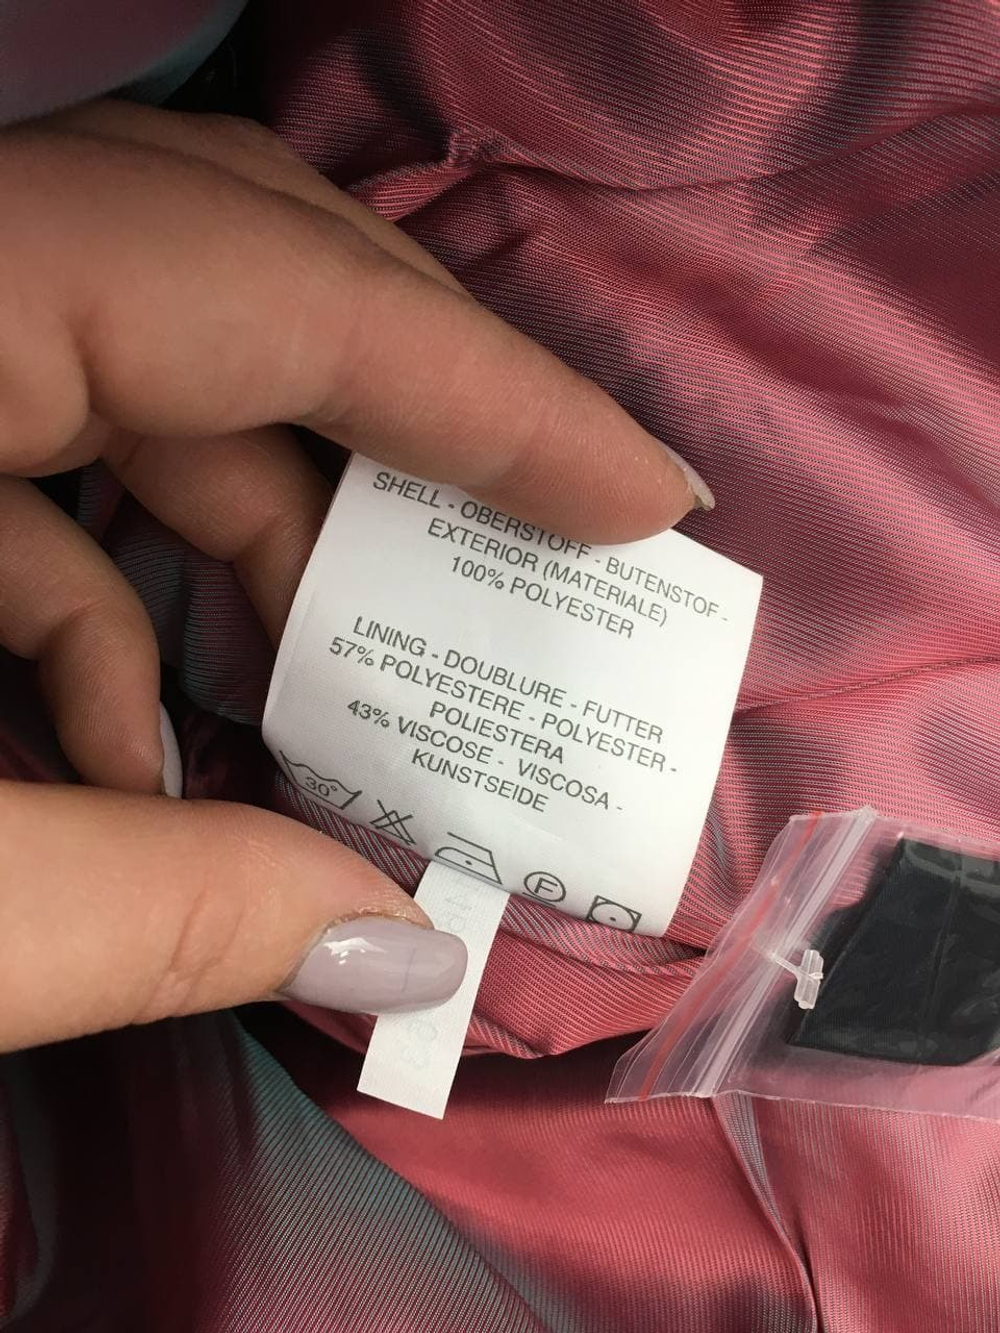 SHELL - OBERSTOFF - BUTENSTOF -
EXTERIOR (MATERIALE)
100% POLYESTER
LINING - DOUBLURE - FUTTER
57% POLYESTERE - POLYESTER -
POLIESTERA
43% VISCOSE - VISCOSA -
KUNSTSEIDE
30°
F